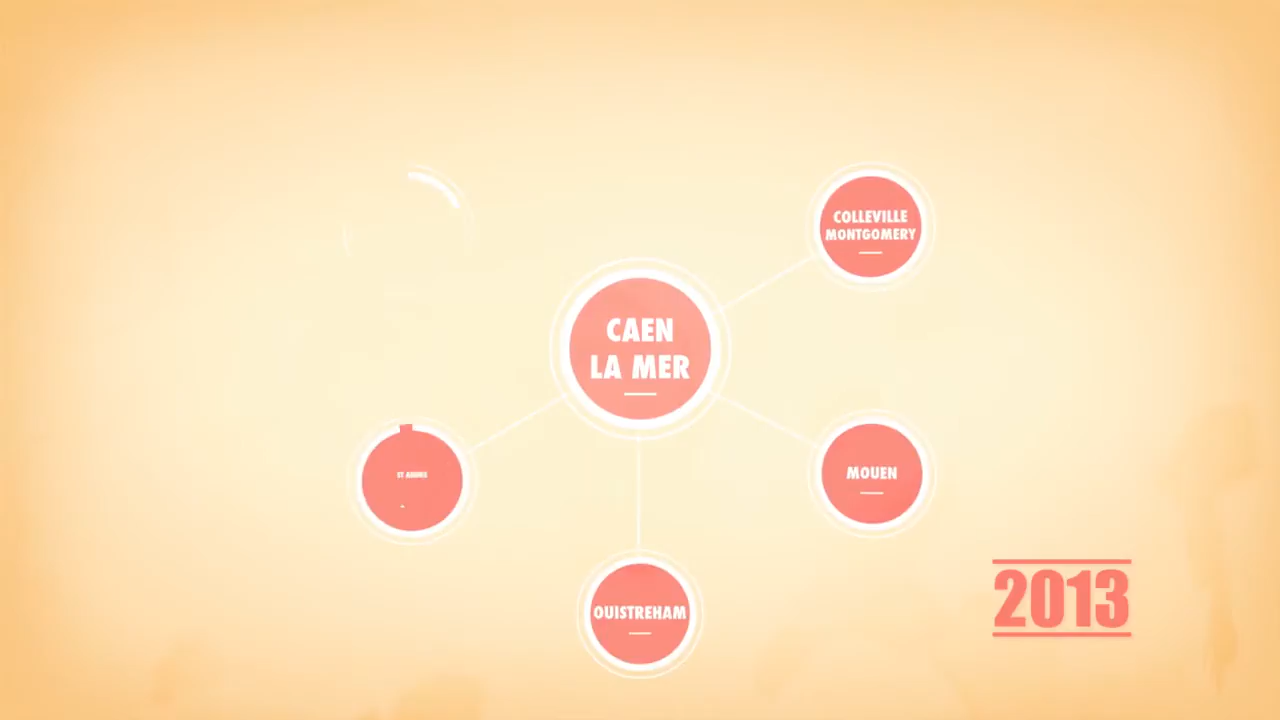 COLLEVILLE
MONTGOMERY
CAEN
LA MER
MOUEN
OUISTREHAM
2013